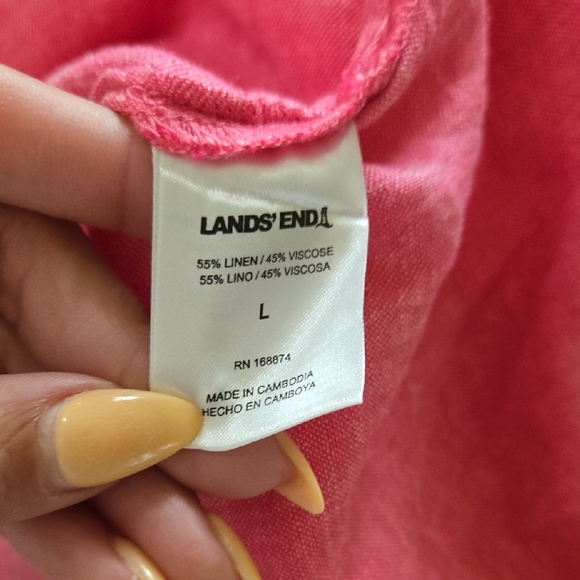 LANDS' END
55% LINEN / 45% VISCOSE
55% LINO / 45% VISCOSA
L
RN 168874
MADE IN CAMBODIA
HECHO EN CAMBOYA